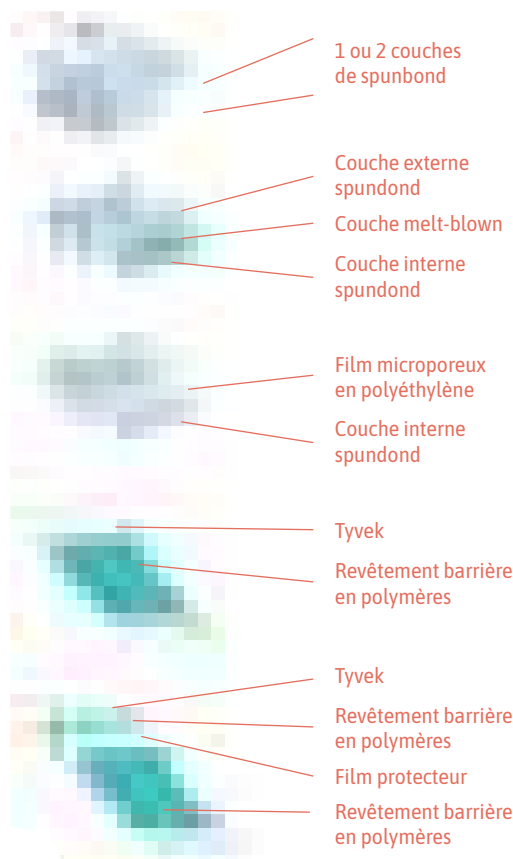 1 ou 2 couches
de spunbond
Couche externe
spundond
Couche melt-blown
Couche interne
spundond
Film microporeux
en polyéthylène
Couche interne
spundond
Tyvek
Revêtement barrière
en polymères
Tyvek
Revêtement barrière
en polymères
Film protecteur
Revêtement barrière
en polymères